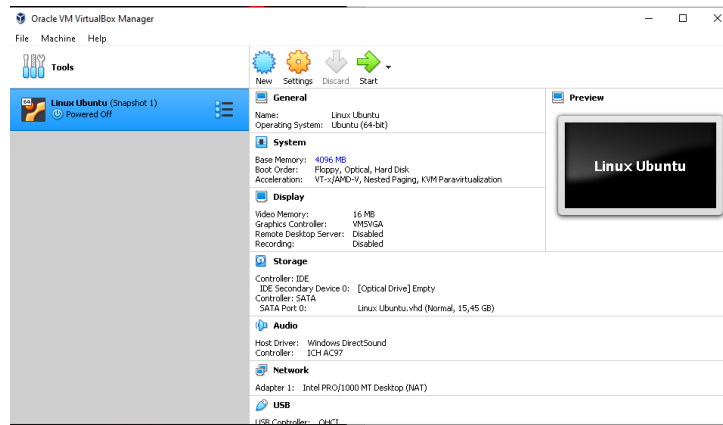 Oracle VM VirtualBox Manager
File Machine Help
Tools
New Settings Discard Start
64 Linux Ubuntu (Snapshot 1)
Powered Off
General
Name: Linux Ubuntu
Operating System: Ubuntu (64-bit)
System
Base Memory: 4096 MB
Boot Order: Floppy, Optical, Hard Disk
Acceleration: VT-x/AMD-V, Nested Paging, KVM Paravirtualization
Display
Video Memory: 16 MB
Graphics Controller: VMSVGA
Remote Desktop Server: Disabled
Recording: Disabled
Storage
Controller: IDE
IDE Secondary Device 0: [Optical Drive] Empty
Controller: SATA
SATA Port 0: Linux Ubuntu.vhd (Normal, 15,45 GB)
Audio
Host Driver: Windows DirectSound
Controller: ICH AC97
Network
Adapter 1: Intel PRO/1000 MT Desktop (NAT)
USB
USB Controller: OHCI
Preview
Linux Ubuntu